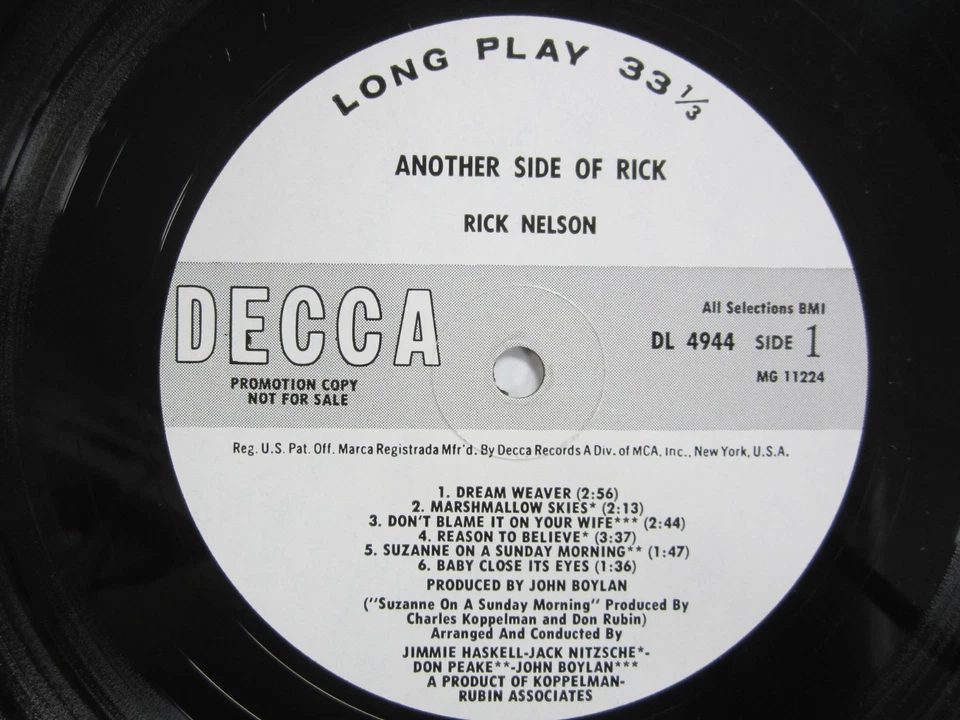 LONG PLAY 33 1/3
ANOTHER SIDE OF RICK
RICK NELSON
DECCA
PROMOTION COPY
NOT FOR SALE
All Selections BMI
DL 4944 SIDE 1
MG 11224
Reg. U.S. Pat. Off. Marca Registrada Mfr'd. By Decca Records A Div. of MCA, Inc., New York, U.S.A.
1. DREAM WEAVER (2:56)
2. MARSHMALLOW SKIES* (2:13)
3. DON'T BLAME IT ON YOUR WIFE*** (2:44)
4. REASON TO BELIEVE* (3:37)
5. SUZANNE ON A SUNDAY MORNING** (1:47)
6. BABY CLOSE ITS EYES (1:36)
PRODUCED BY JOHN BOYLAN
("Suzanne On A Sunday Morning" Produced By
Charles Koppelman and Don Rubin)
Arranged And Conducted By
JIMMIE HASKELL-JACK NITZSCHE*-
DON PEAKE**-JOHN BOYLAN***
A PRODUCT OF KOPPELMAN-
RUBIN ASSOCIATES